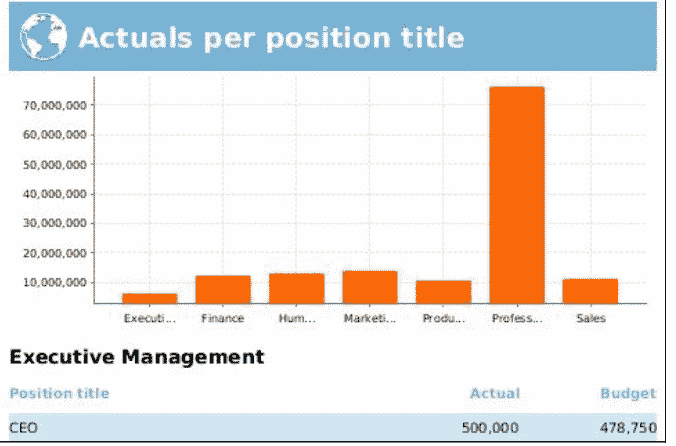 Actuals per position title
70,000,000
60,000,000
50,000,000
40,000,000
30,000,000
20,000,000
10,000,000
Executi... Finance Hum... Marketi... Produ... Profess... Sales
Executive Management
Position title Actual Budget
CEO 500,000 478,750